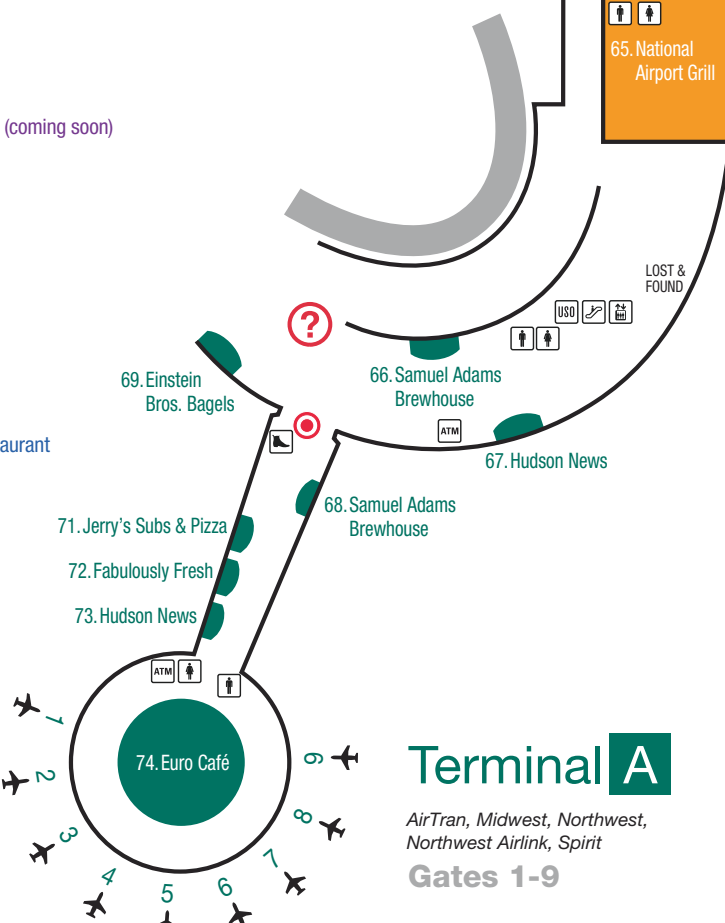 65. National
Airport Grill
(coming soon)
LOST &
FOUND
USO
?
66. Samuel Adams
Brewhouse
69. Einstein
Bros. Bagels
ATM
aurant
67. Hudson News
68. Samuel Adams
Brewhouse
71. Jerry's Subs & Pizza
72. Fabulously Fresh
73. Hudson News
ATM
74. Euro Café
1
2
3
4
5
6
7
8
9
Terminal A
AirTran, Midwest, Northwest,
Northwest Airlink, Spirit
Gates 1-9